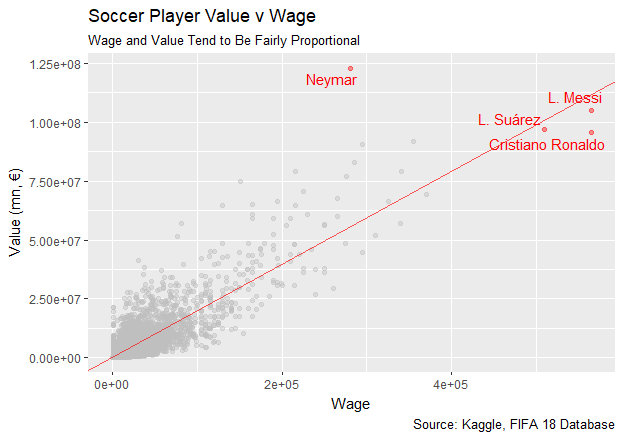 Soccer Player Value v Wage
Wage and Value Tend to Be Fairly Proportional
Value (mn, €)
1.25e+08
1.00e+08
7.50e+07
5.00e+07
2.50e+07
0.00e+00
Neymar
L. Messi
L. Suárez
Cristiano Ronaldo
0e+00 2e+05 4e+05
Wage
Source: Kaggle, FIFA 18 Database